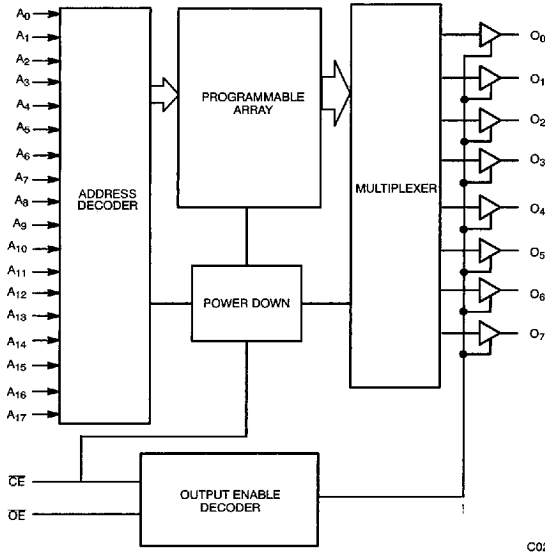 A0
A1
A2
A3
A4
A5
A6
A7
A8
A9
A10
A11
A12
A13
A14
A15
A16
A17
ADDRESS
DECODER
PROGRAMMABLE
ARRAY
POWER DOWN
MULTIPLEXER
O0
O1
O2
O3
O4
O5
O6
O7
CE
OE
OUTPUT ENABLE
DECODER
C02